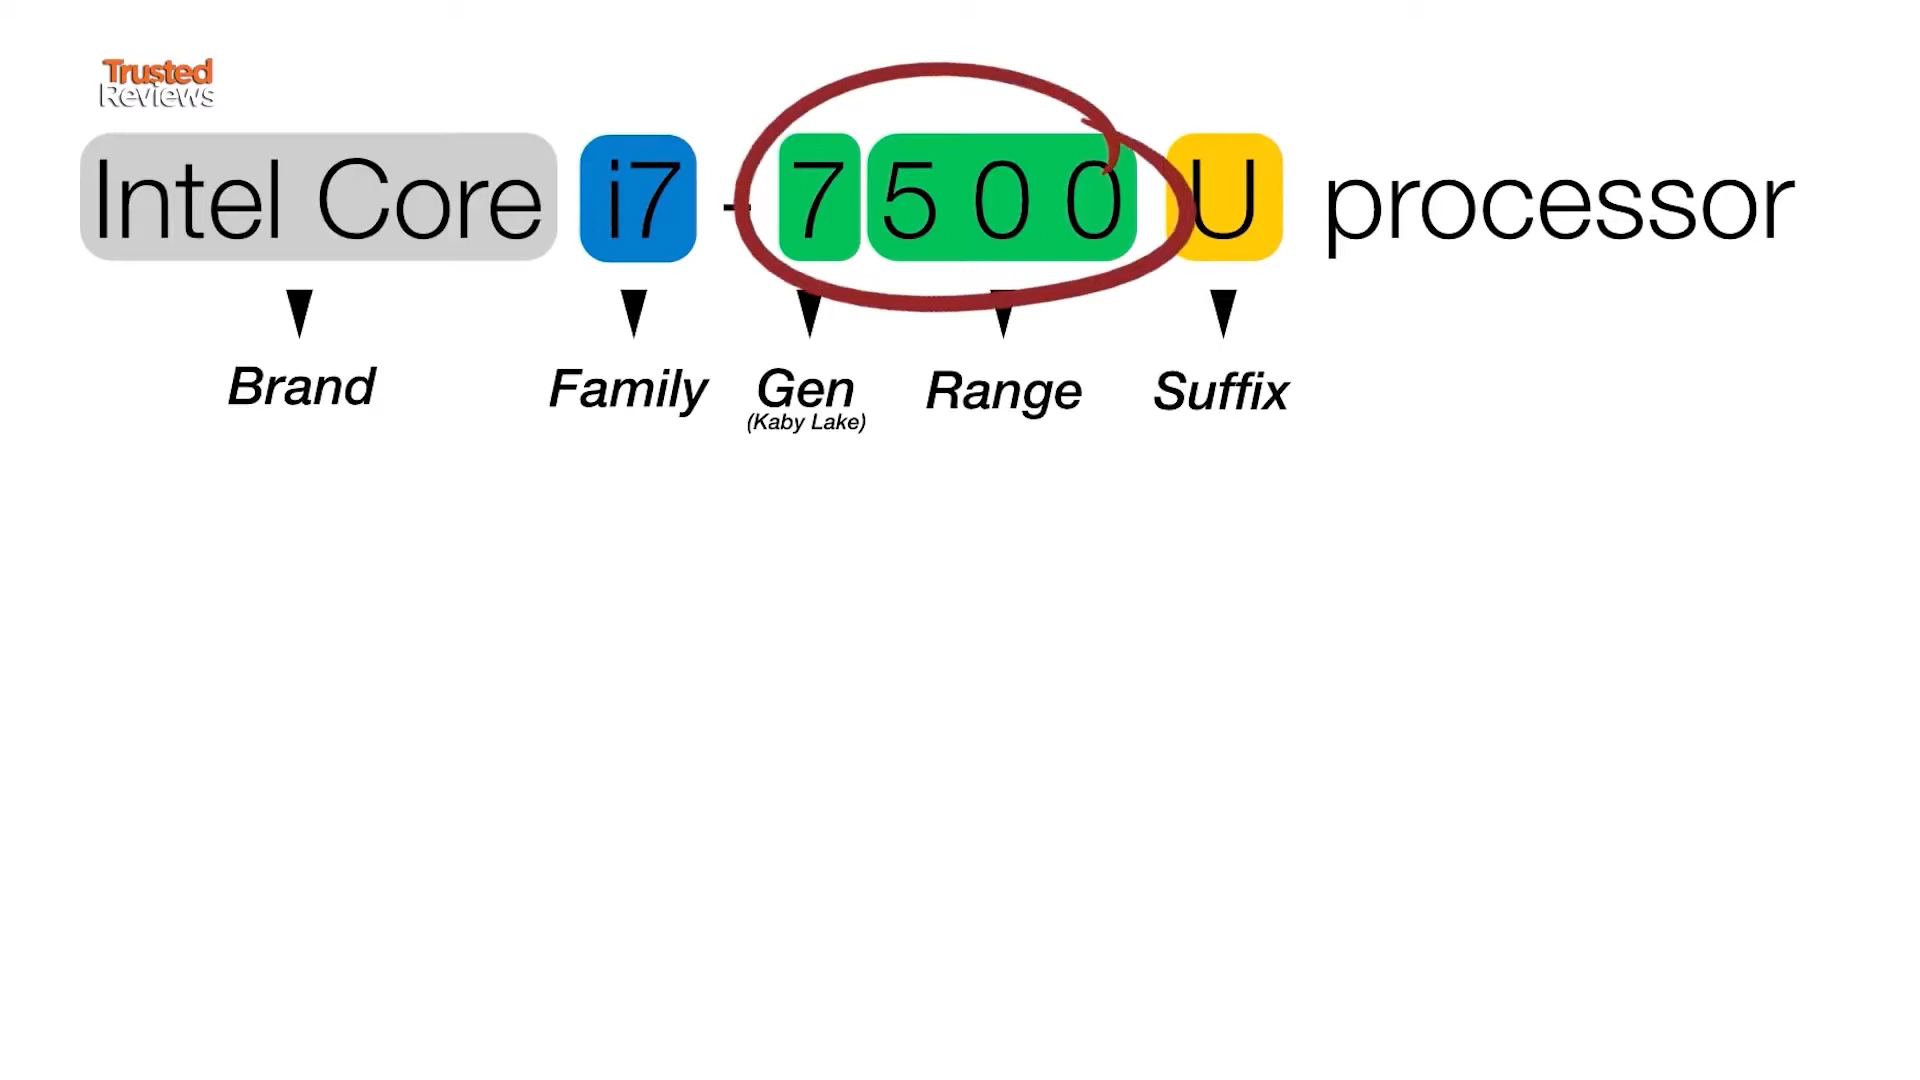 Trusted
Reviews
Intel Core i7 - 7 5 0 0 U processor
Brand Family Gen Range Suffix
(Kaby Lake)